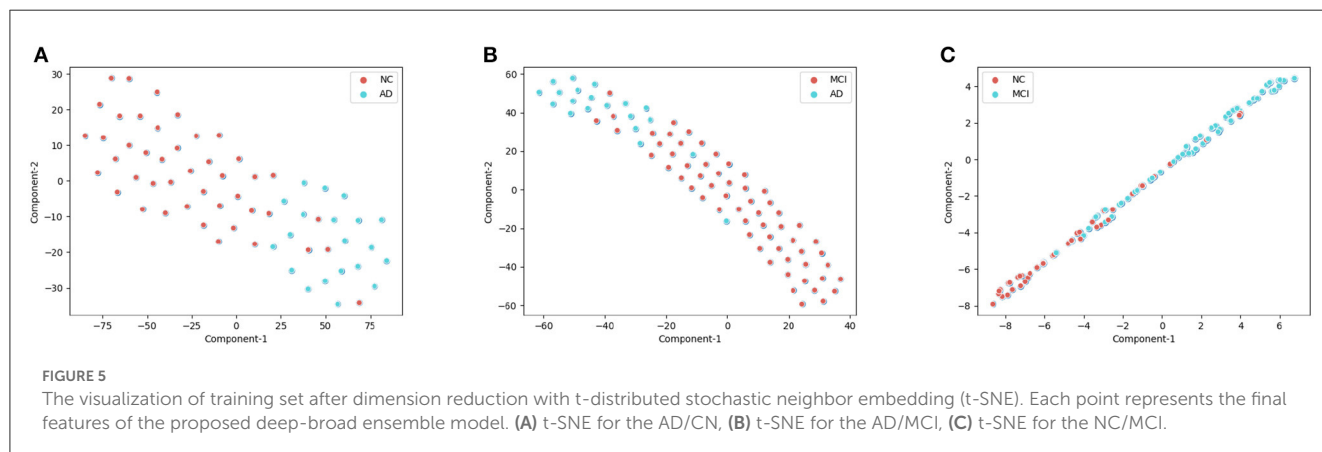 A
B
C
NC
AD
MCI
AD
NC
MCI
30
20
10
0
−10
−20
−30
Component-2
−75
−50
−25
0
25
50
75
Component-1
60
40
20
0
−20
−40
−60
Component-2
−60
−40
−20
0
20
40
Component-1
4
2
0
−2
−4
−6
−8
Component-2
−8
−6
−4
−2
0
2
4
6
Component-1
FIGURE 5
The visualization of training set after dimension reduction with t-distributed stochastic neighbor embedding (t-SNE). Each point represents the final
features of the proposed deep-broad ensemble model. (A) t-SNE for the AD/CN, (B) t-SNE for the AD/MCI, (C) t-SNE for the NC/MCI.